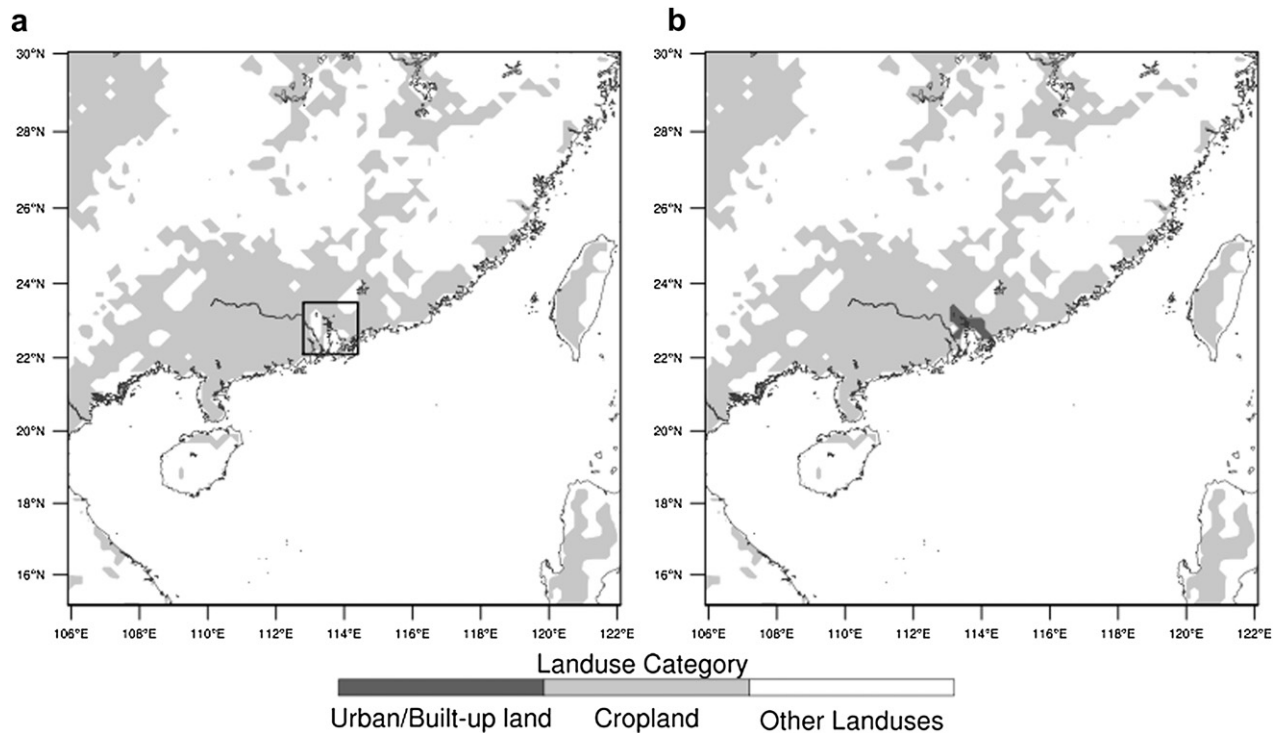 a b
30°N 30°N
28°N 28°N
26°N 26°N
24°N 24°N
22°N 22°N
20°N 20°N
18°N 18°N
16°N 16°N
106°E 108°E 110°E 112°E 114°E 116°E 118°E 120°E 122°E 106°E 108°E 110°E 112°E 114°E 116°E 118°E 120°E 122°E
Landuse Category
Urban/Built-up land Cropland Other Landuses